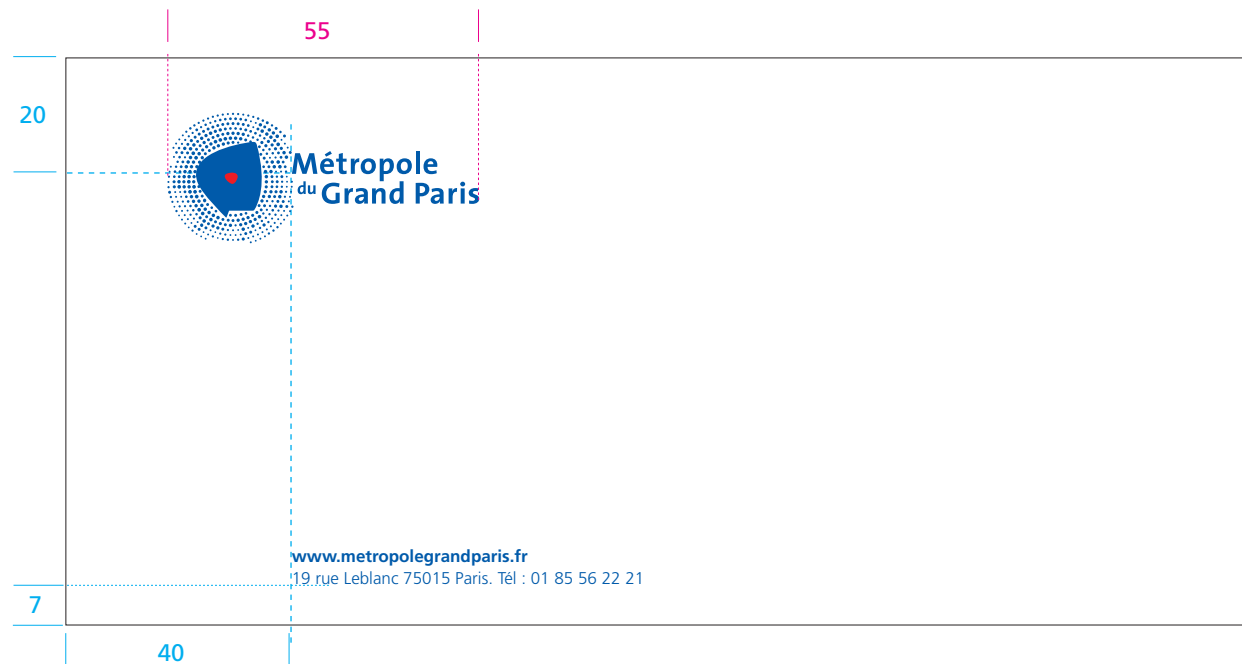 55
20
Métropole
du Grand Paris
www.metropolegrandparis.fr
19 rue Leblanc 75015 Paris. Tél : 01 85 56 22 21
7
40